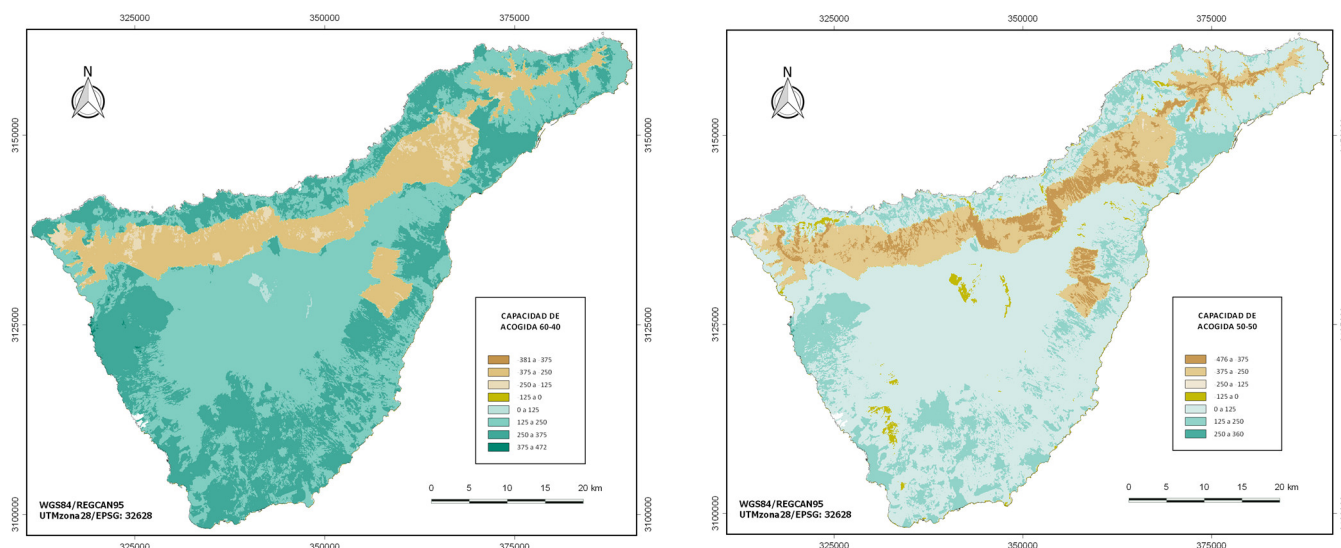 325000 350000 375000
N
3150000
3125000
3100000
CAPACIDAD DE
ACOGIDA 60-40
381 a 375
375 a 250
250 a 125
125 a 0
0 a 125
125 a 250
250 a 375
375 a 472
0 5 10 15 20 km
WGS84/REGCAN95
UTMzona28/EPSG: 32628
3150000
3125000
3100000
325000 350000 375000
325000 350000 375000
N
3150000
3125000
3100000
CAPACIDAD DE
ACOGIDA 50-50
476 a 375
375 a 250
250 a 125
125 a 0
0 a 125
125 a 250
250 a 360
0 5 10 15 20 km
WGS84/REGCAN95
UTMzona28/EPSG: 32628
325000 350000 375000